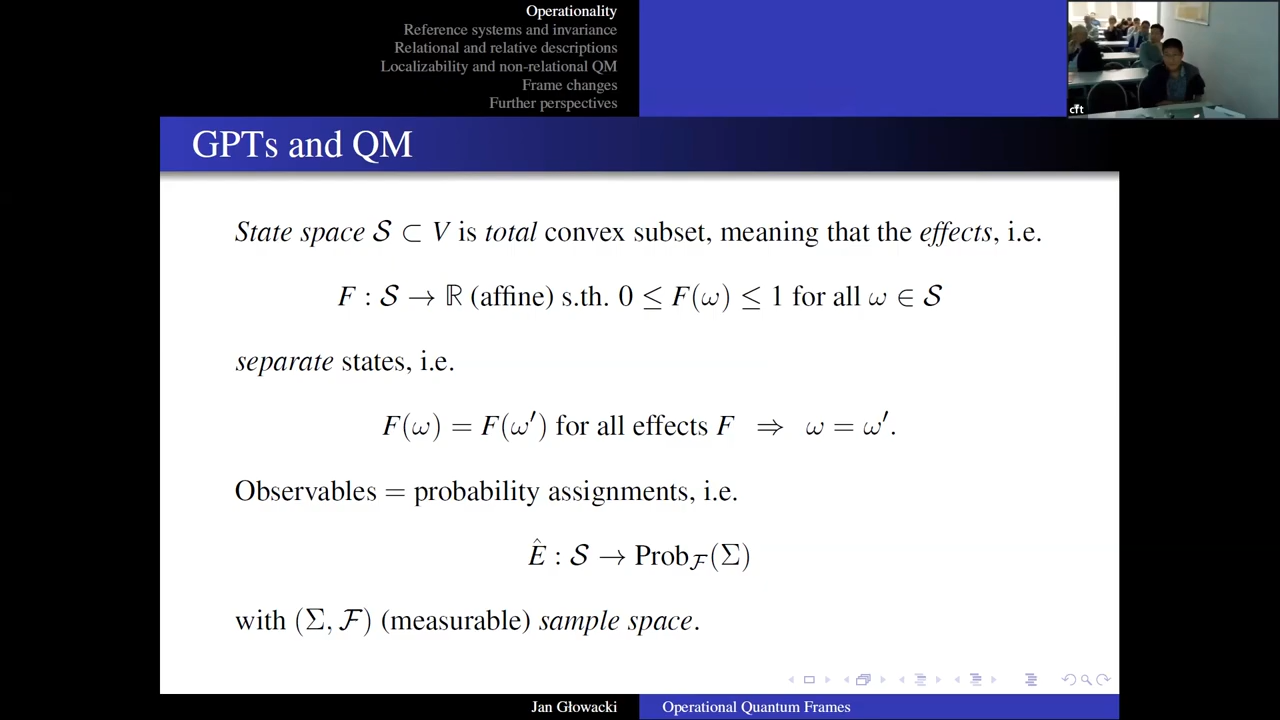 Operationality
Reference systems and invariance
Relational and relative descriptions
Localizability and non-relational QM
Frame changes
Further perspectives
cft
GPTs and QM
State space 𝒮 ⊂ V is total convex subset, meaning that the effects, i.e.
F : 𝒮 → ℝ (affine) s.th. 0 ≤ F(ω) ≤ 1 for all ω ∈ 𝒮
separate states, i.e.
F(ω) = F(ω′) for all effects F ⇒ ω = ω′.
Observables = probability assignments, i.e.
Ê : 𝒮 → Prob_ℱ(Σ)
with (Σ, ℱ) (measurable) sample space.
Jan Głowacki
Operational Quantum Frames